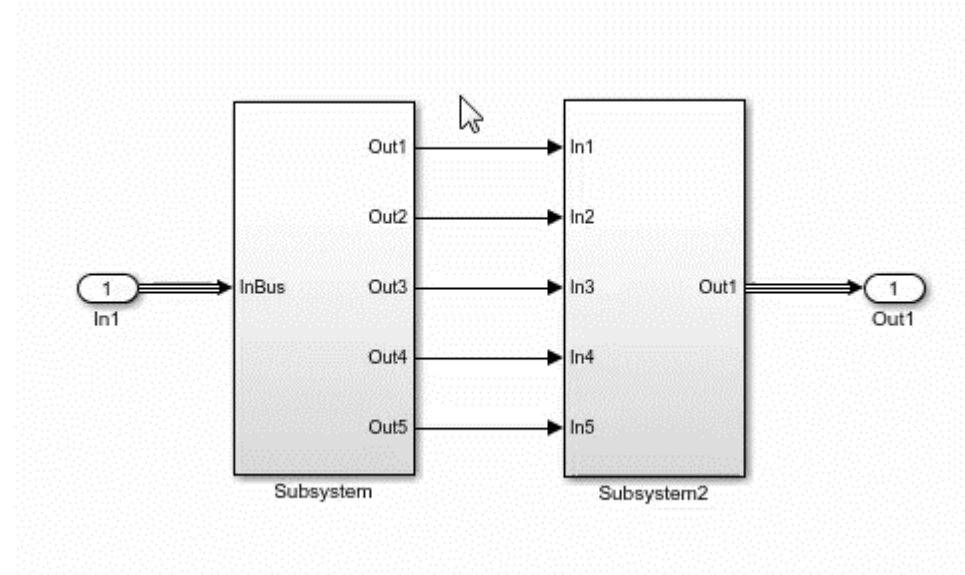 Out1
In1
Out2
In2
1
InBus
Out3
In3
Out1
1
In1
Out1
Out4
In4
Out5
In5
Subsystem
Subsystem2